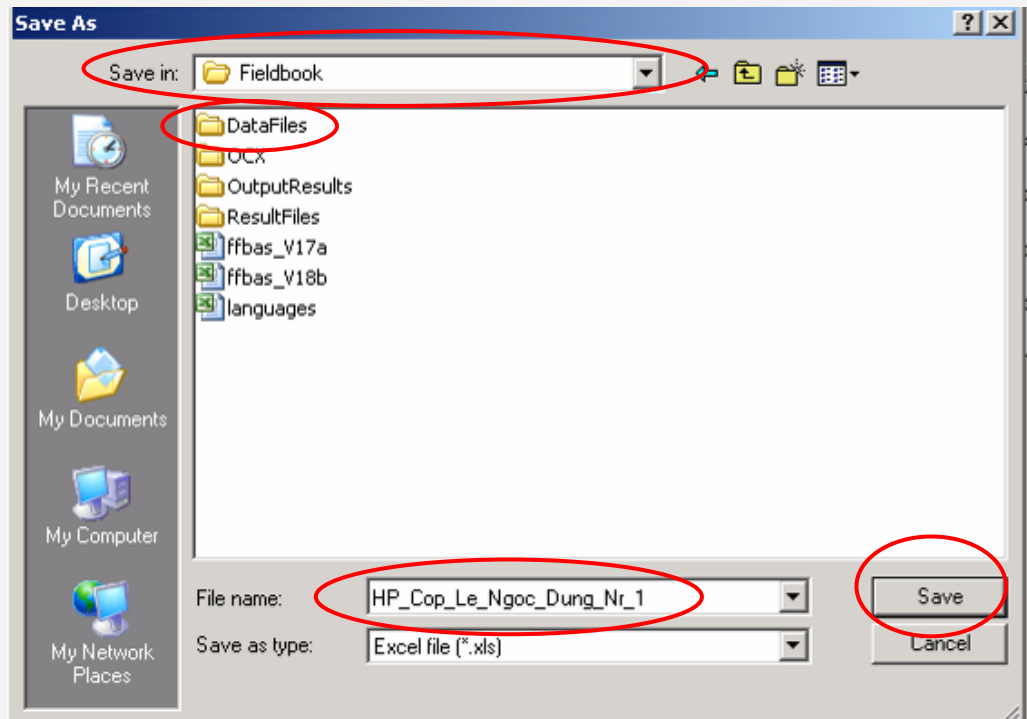 Save As
Save in: Fieldbook
My Recent
Documents
Desktop
My Documents
My Computer
My Network
Places
DataFiles
OCX
OutputResults
ResultFiles
ffbas_V17a
ffbas_V18b
languages
File name: HP_Cop_Le_Ngoc_Dung_Nr_1 Save
Save as type: Excel file (*.xls) Cancel